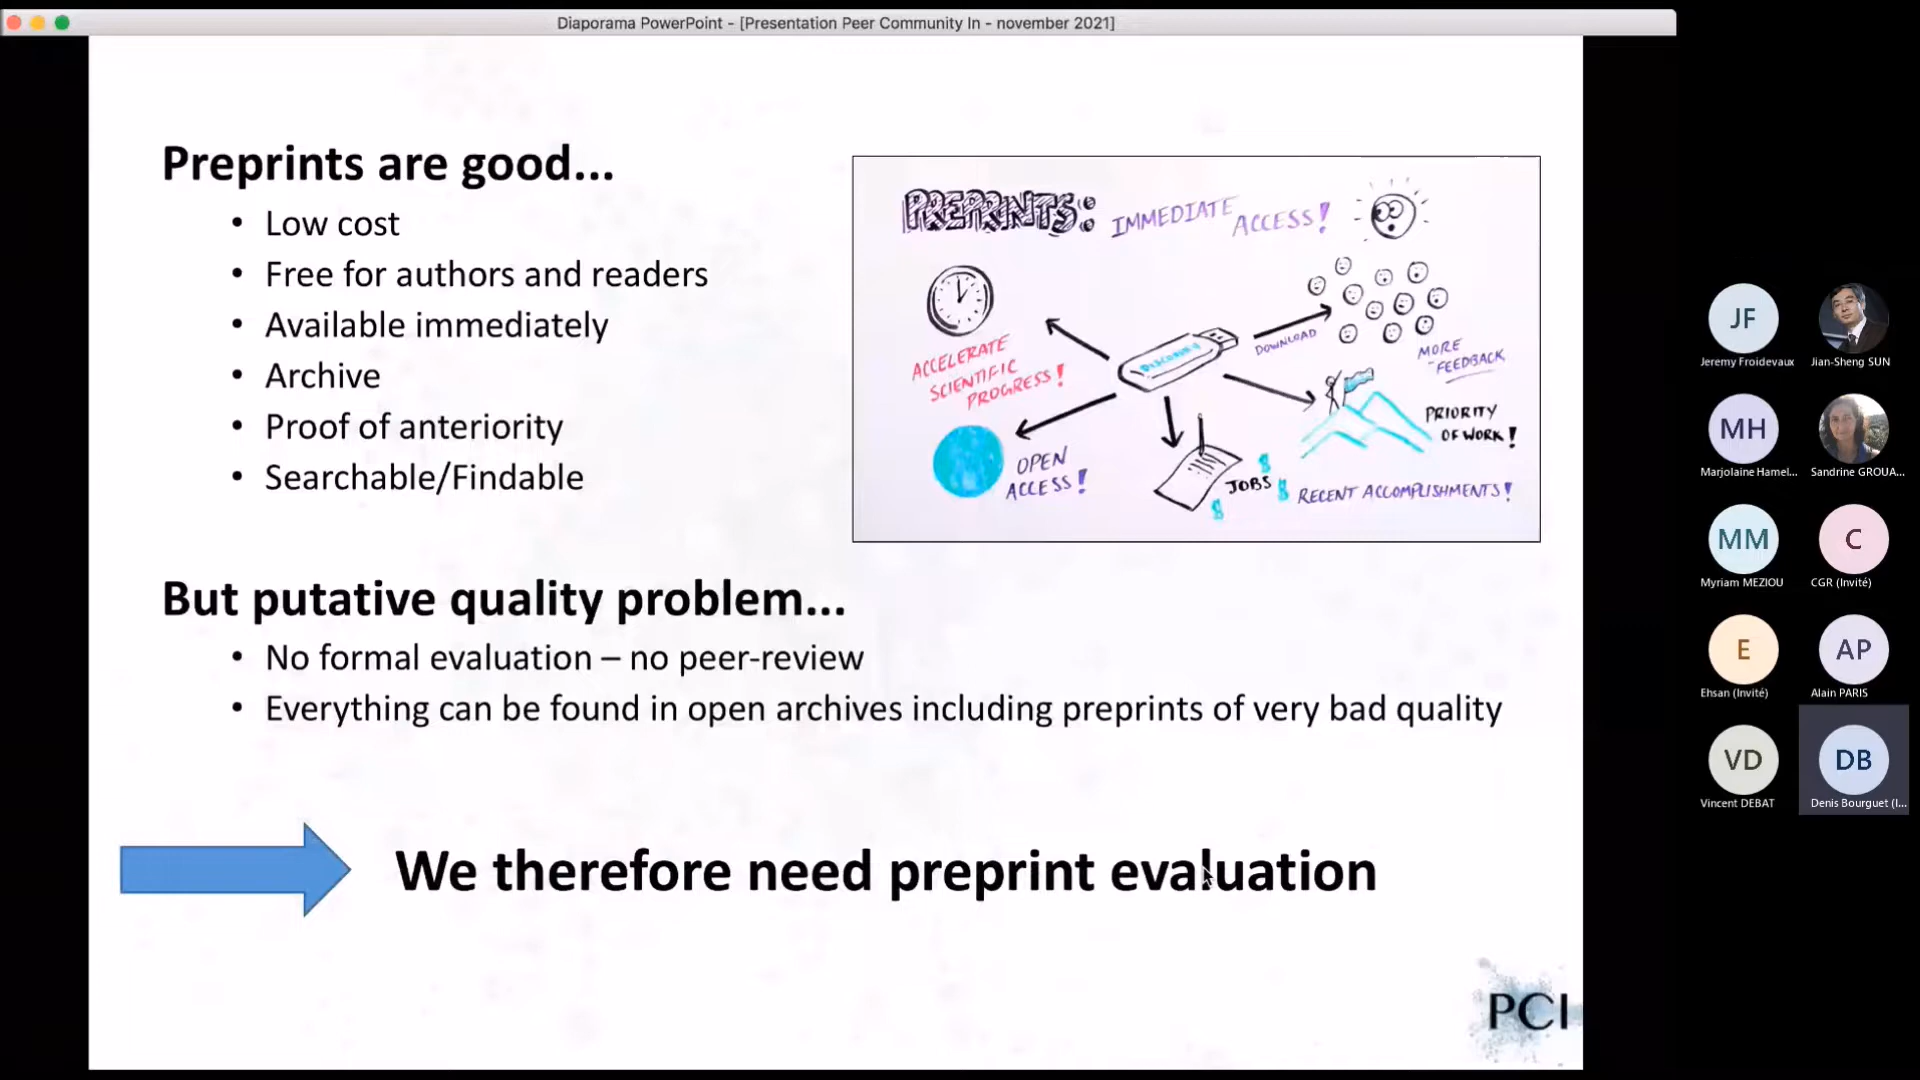 Diaporama PowerPoint - [Presentation Peer Community In - november 2021]
Preprints are good...
• Low cost
• Free for authors and readers
• Available immediately
• Archive
• Proof of anteriority
• Searchable/Findable
PREPRINTS: IMMEDIATE ACCESS!
ACCELERATE
SCIENTIFIC
PROGRESS!
DISCOVERY
DOWNLOAD
MORE
FEEDBACK
PRIORITY
OF WORK!
OPEN
ACCESS!
JOBS
$
$
$
RECENT ACCOMPLISHMENTS!
But putative quality problem...
• No formal evaluation – no peer-review
• Everything can be found in open archives including preprints of very bad quality
We therefore need preprint evaluation
PCI
JF
Jeremy Froidevaux
Jian-Sheng SUN
MH
Marjolaine Hamel...
Sandrine GROUA...
MM
Myriam MEZIOU
C
CGR (Invité)
E
Ehsan (Invité)
AP
Alain PARIS
VD
Vincent DEBAT
DB
Denis Bourguet (I...